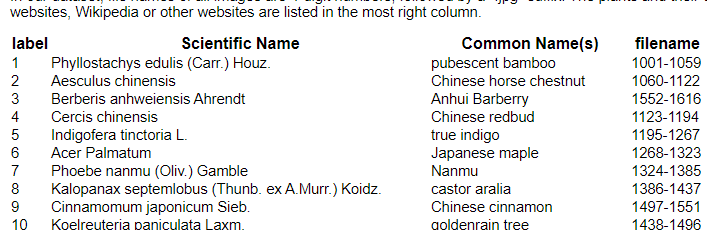 websites, Wikipedia or other websites are listed in the most right column.
label Scientific Name Common Name(s) filename
1 Phyllostachys edulis (Carr.) Houz. pubescent bamboo 1001-1059
2 Aesculus chinensis Chinese horse chestnut 1060-1122
3 Berberis anhweiensis Ahrendt Anhui Barberry 1552-1616
4 Cercis chinensis Chinese redbud 1123-1194
5 Indigofera tinctoria L. true indigo 1195-1267
6 Acer Palmatum Japanese maple 1268-1323
7 Phoebe nanmu (Oliv.) Gamble Nanmu 1324-1385
8 Kalopanax septemlobus (Thunb. ex A.Murr.) Koidz. castor aralia 1386-1437
9 Cinnamomum japonicum Sieb. Chinese cinnamon 1497-1551
10 Koelreuteria paniculata Laxm. goldenrain tree 1438-1496